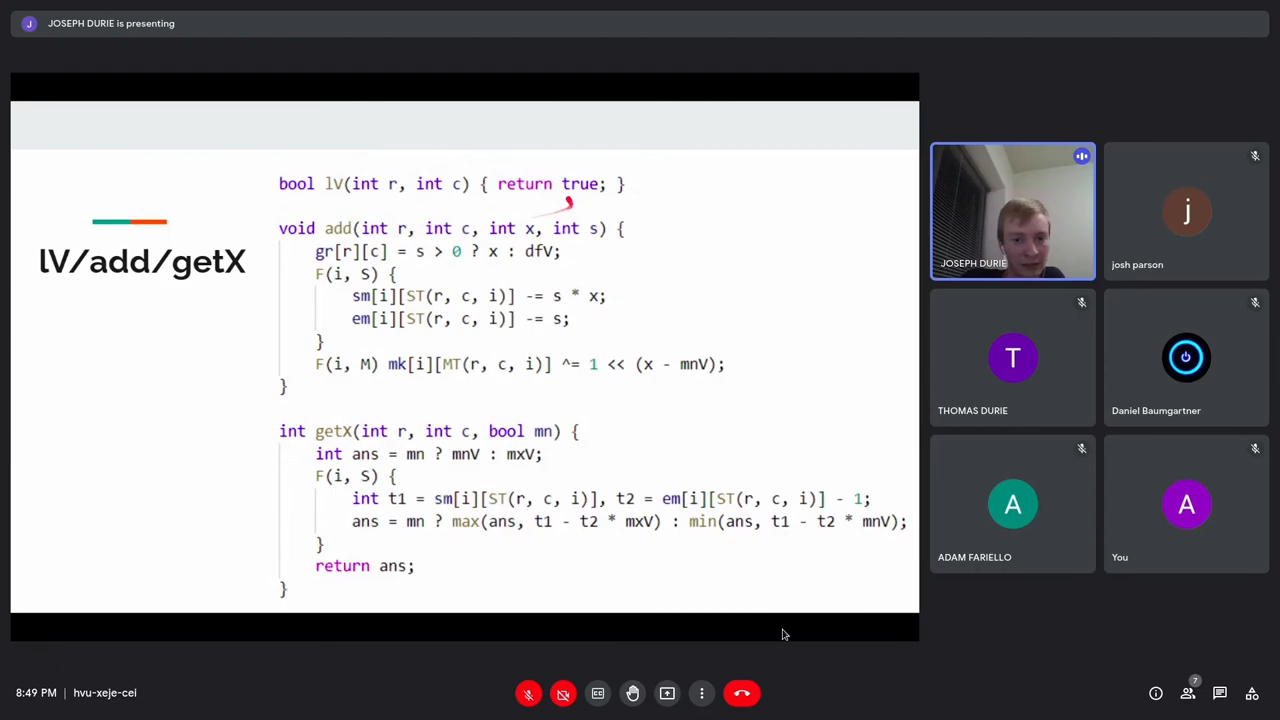 J
JOSEPH DURIE is presenting
lV/add/getX
bool lV(int r, int c) { return true; }
void add(int r, int c, int x, int s) {
gr[r][c] = s > 0 ? x : dfV;
F(i, S) {
sm[i][ST(r, c, i)] -= s * x;
em[i][ST(r, c, i)] -= s;
}
F(i, M) mk[i][MT(r, c, i)] ^= 1 << (x - mnV);
}
int getX(int r, int c, bool mn) {
int ans = mn ? mnV : mxV;
F(i, S) {
int t1 = sm[i][ST(r, c, i)], t2 = em[i][ST(r, c, i)] - 1;
ans = mn ? max(ans, t1 - t2 * mxV) : min(ans, t1 - t2 * mnV);
}
return ans;
}
JOSEPH DURIE
j
josh parson
T
THOMAS DURIE
Daniel Baumgartner
A
ADAM FARIELLO
A
You
8:49 PM | hvu-xeje-cei
CC
7